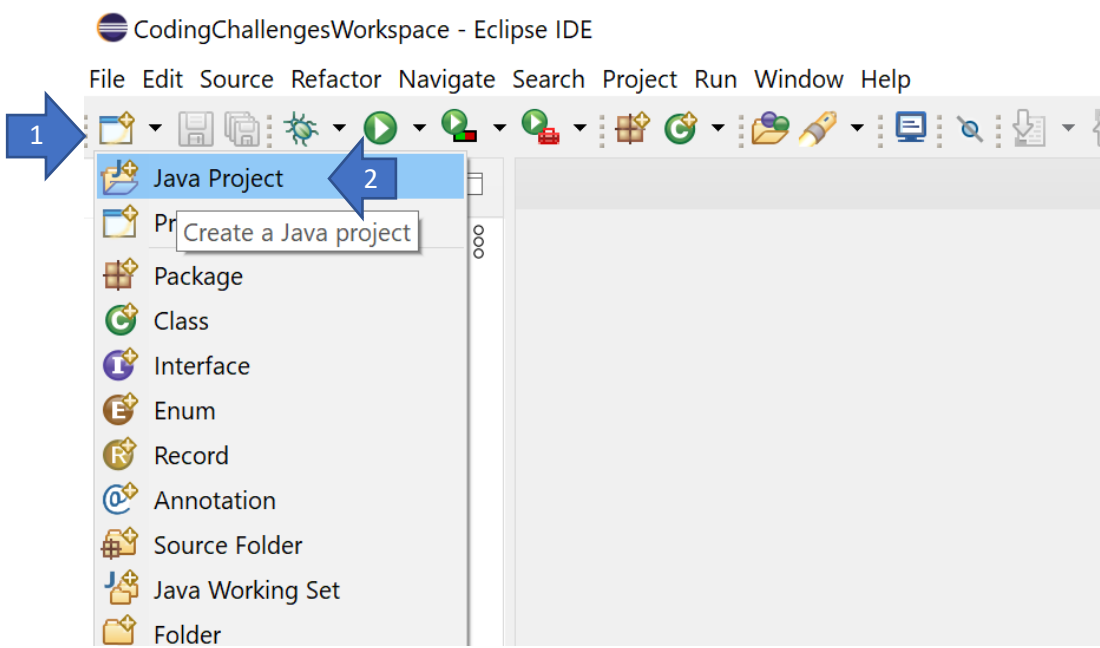 CodingChallengesWorkspace - Eclipse IDE
File Edit Source Refactor Navigate Search Project Run Window Help
1
Java Project
2
Pr
Create a Java project
Package
Class
Interface
Enum
Record
Annotation
Source Folder
Java Working Set
Folder